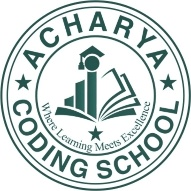 ACHARYA
Where Learning Meets Excellence
CODING SCHOOL